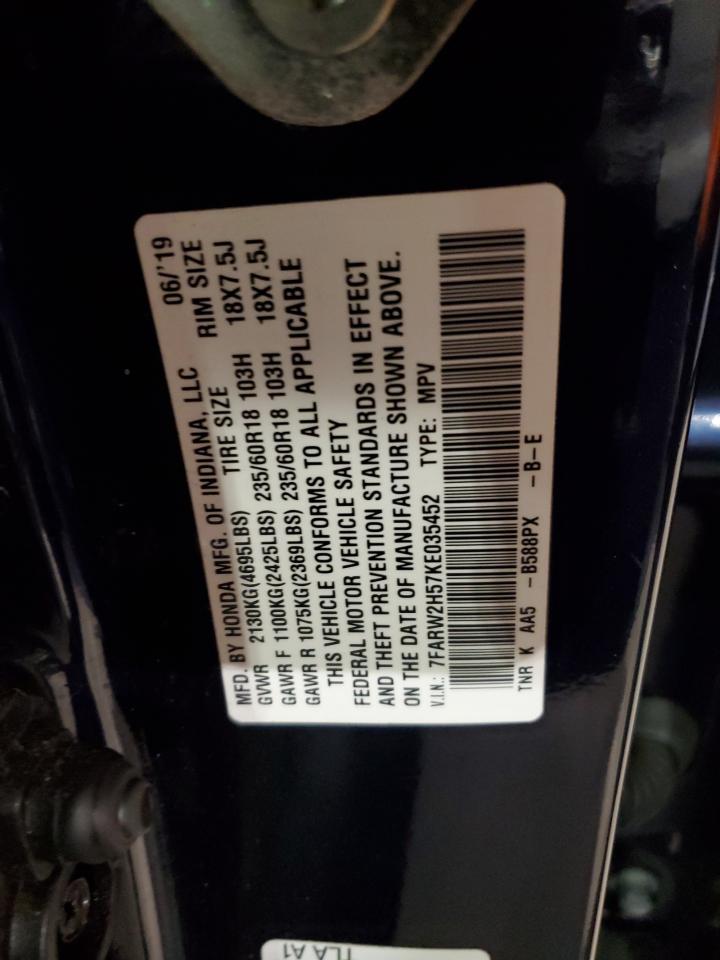 MFD. BY HONDA MFG. OF INDIANA, LLC 06/'19
GVWR 2130KG(4695LBS) TIRE SIZE RIM SIZE
GAWR F 1100KG(2425LBS) 235/60R18 103H 18X7.5J
GAWR R 1075KG(2369LBS) 235/60R18 103H 18X7.5J
THIS VEHICLE CONFORMS TO ALL APPLICABLE
FEDERAL MOTOR VEHICLE SAFETY
AND THEFT PREVENTION STANDARDS IN EFFECT
ON THE DATE OF MANUFACTURE SHOWN ABOVE.
V.I.N.: 7FARW2H57KE035452 TYPE: MPV
TNR K AA5 -B588PX -B-E
TLA A1